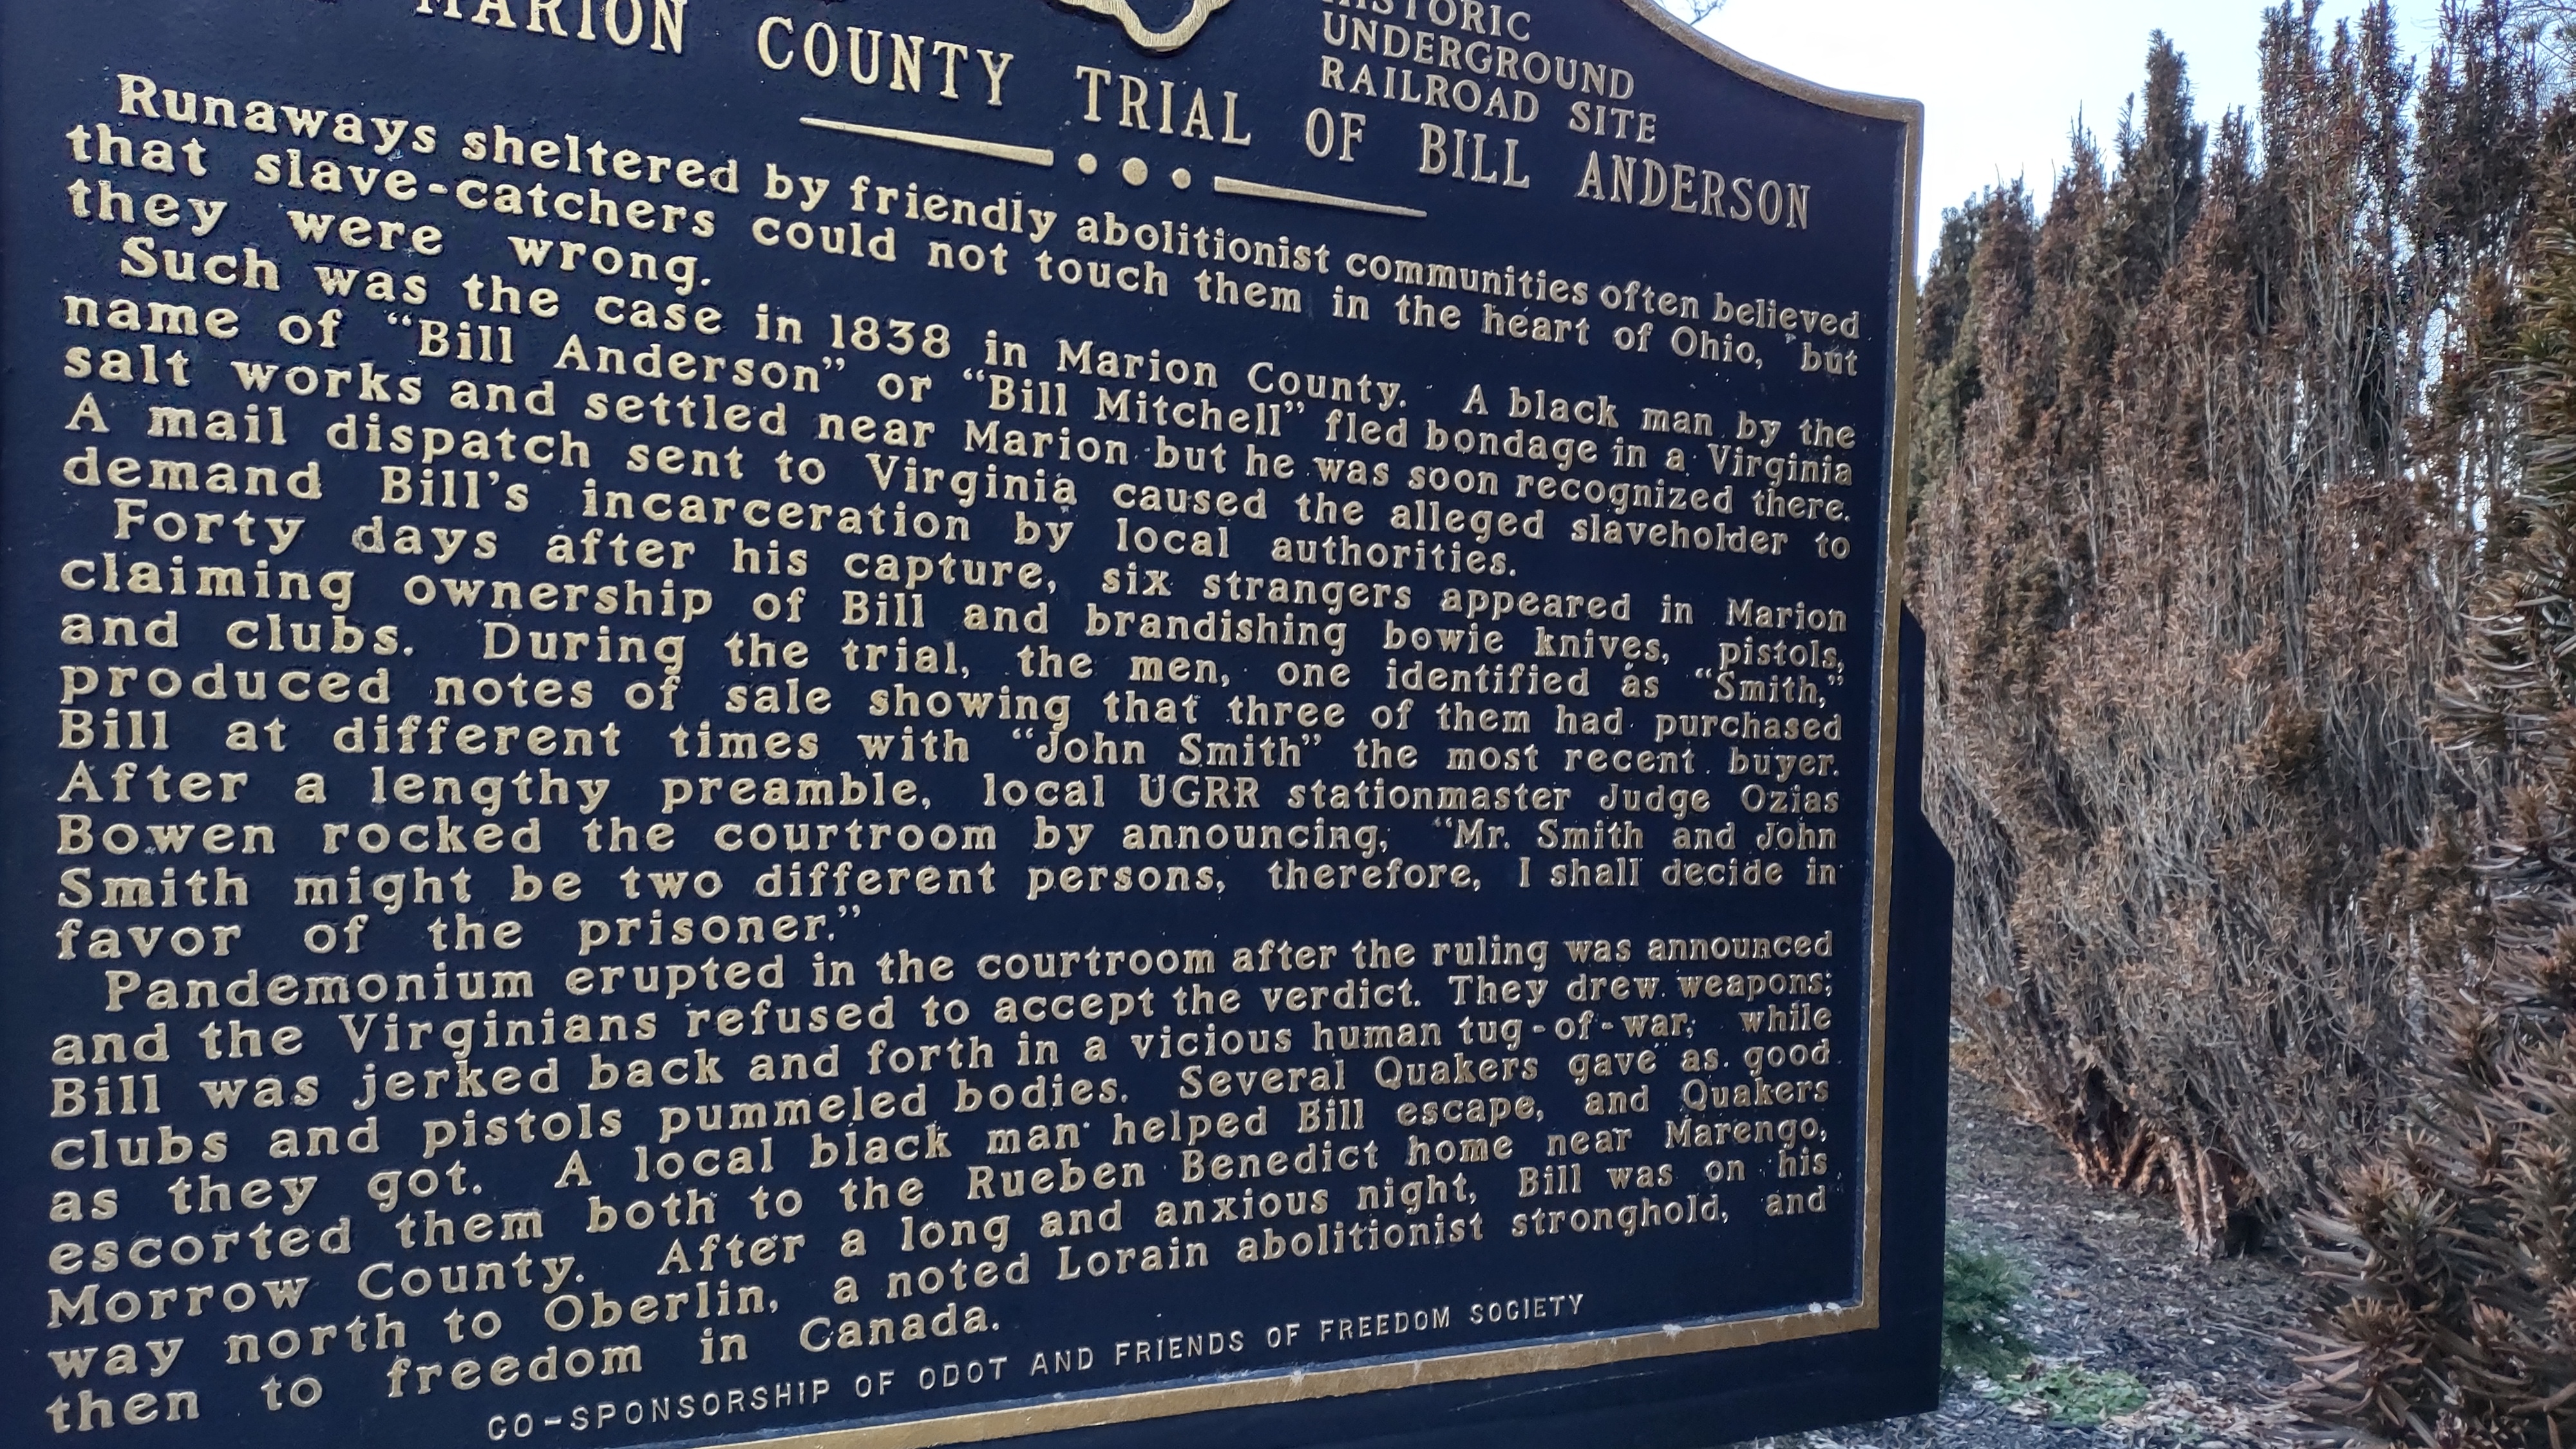 HISTORIC
UNDERGROUND
RAILROAD SITE
MARION COUNTY TRIAL OF BILL ANDERSON
Runaways sheltered by friendly abolitionist communities often believed
that slave-catchers could not touch them in the heart of Ohio, but
they were wrong.
Such was the case in 1838 in Marion County. A black man by the
name of “Bill Anderson” or “Bill Mitchell” fled bondage in a Virginia
salt works and settled near Marion but he was soon recognized there.
A mail dispatch sent to Virginia caused the alleged slaveholder to
demand Bill’s incarceration by local authorities.
Forty days after his capture, six strangers appeared in Marion
claiming ownership of Bill and brandishing bowie knives, pistols,
and clubs. During the trial, the men, one identified as “Smith,”
produced notes of sale showing that three of them had purchased
Bill at different times with “John Smith” the most recent buyer.
After a lengthy preamble, local UGRR stationmaster Judge Ozias
Bowen rocked the courtroom by announcing, “Mr. Smith and John
Smith might be two different persons, therefore, I shall decide in
favor of the prisoner.”
Pandemonium erupted in the courtroom after the ruling was announced
and the Virginians refused to accept the verdict. They drew weapons;
Bill was jerked back and forth in a vicious human tug-of-war; while
clubs and pistols pummeled bodies. Several Quakers gave as good
as they got. A local black man helped Bill escape, and Quakers
escorted them both to the Rueben Benedict home near Marengo,
Morrow County. After a long and anxious night, Bill was on his
way north to Oberlin, a noted Lorain abolitionist stronghold, and
then to freedom in Canada.
CO-SPONSORSHIP OF ODOT AND FRIENDS OF FREEDOM SOCIETY